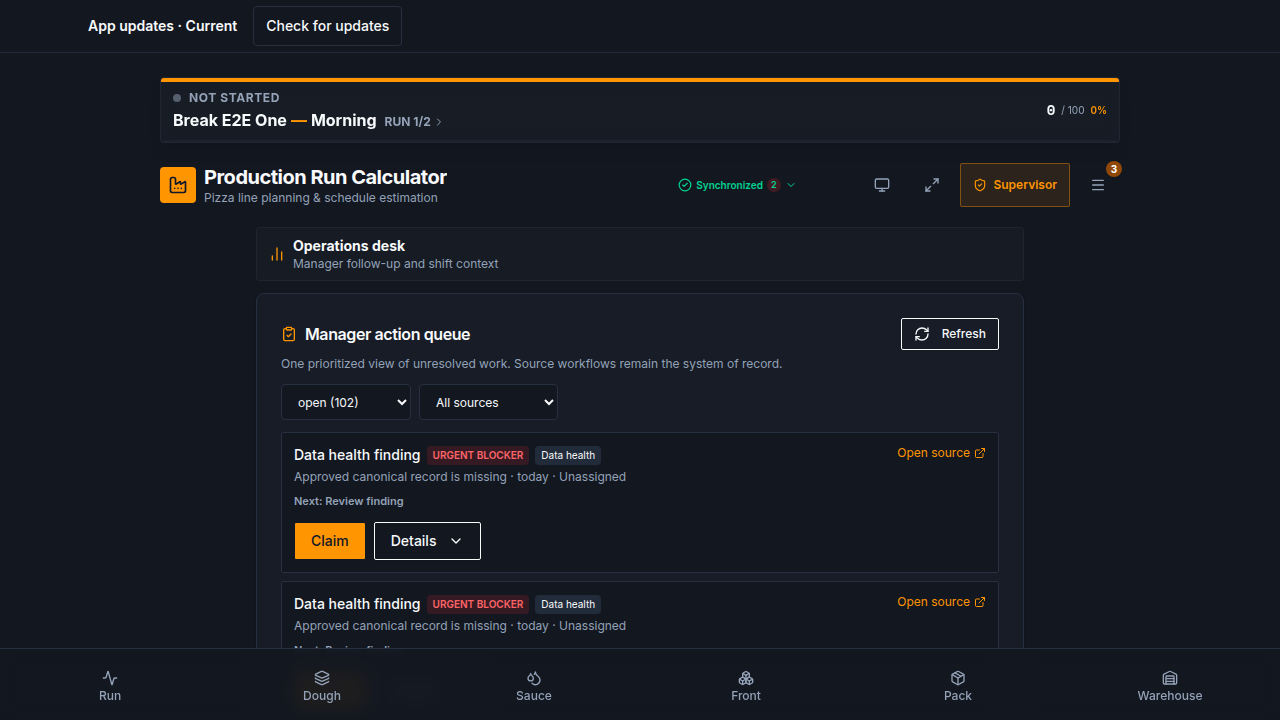 App updates · Current
Check for updates
NOT STARTED
Break E2E One — Morning RUN 1/2
0 / 100 0%
Production Run Calculator
Pizza line planning & schedule estimation
Synchronized 2
Supervisor
3
Operations desk
Manager follow-up and shift context
Manager action queue
Refresh
One prioritized view of unresolved work. Source workflows remain the system of record.
open (102)
All sources
Data health finding URGENT BLOCKER Data health
Open source
Approved canonical record is missing · today · Unassigned
Next: Review finding
Claim
Details
Data health finding URGENT BLOCKER Data health
Open source
Approved canonical record is missing · today · Unassigned
Next: Review finding
Run
Dough
Sauce
Front
Pack
Warehouse